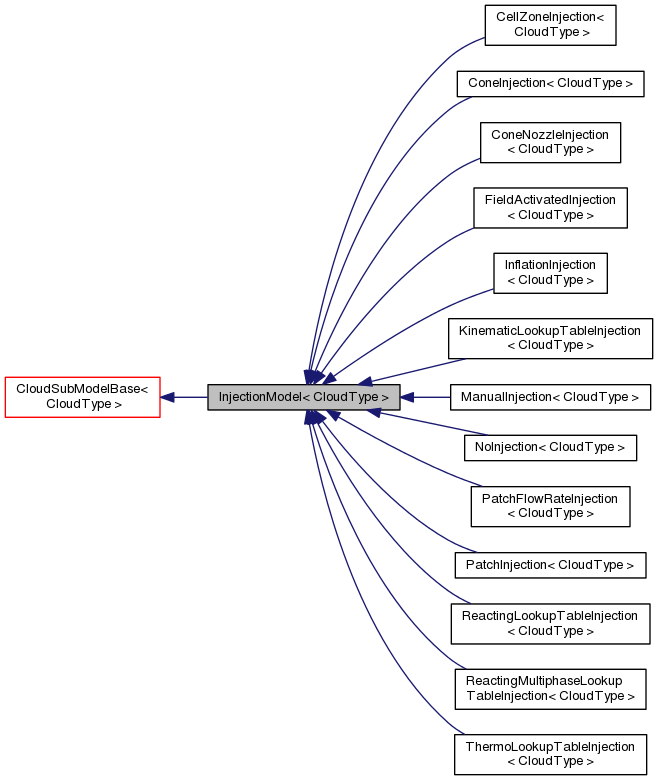 CellZoneInjection<
CloudType >
ConeInjection< CloudType >
ConeNozzleInjection
< CloudType >
FieldActivatedInjection
< CloudType >
InflationInjection
< CloudType >
KinematicLookupTableInjection
< CloudType >
CloudSubModelBase<
CloudType >
InjectionModel< CloudType >
ManualInjection< CloudType >
NoInjection< CloudType >
PatchFlowRateInjection
< CloudType >
PatchInjection< CloudType >
ReactingLookupTableInjection
< CloudType >
ReactingMultiphaseLookup
TableInjection< CloudType >
ThermoLookupTableInjection
< CloudType >